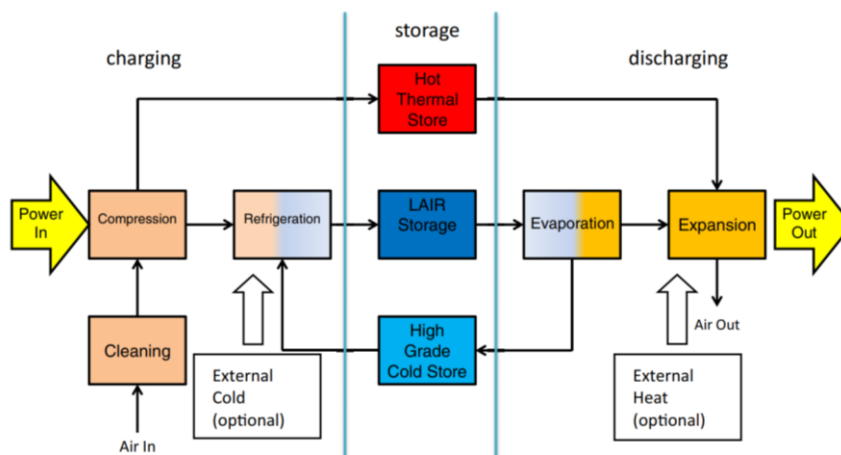 charging
storage
discharging
Hot
Thermal
Store
Power
In
Compression
Refrigeration
LAIR
Storage
Evaporation
Expansion
Power
Out
Cleaning
External
Cold
(optional)
High
Grade
Cold Store
External
Heat
(optional)
Air Out
Air In